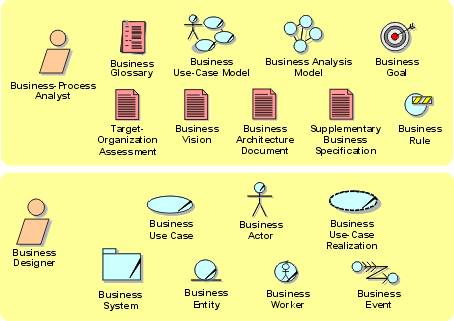 Business-Process
Analyst
Business
Glossary
Business
Use-Case Model
Business Analysis
Model
Business
Goal
Target-
Organization
Assessment
Business
Vision
Business
Architecture
Document
Supplementary
Business
Specification
Business
Rule
Business
Designer
Business
Use Case
Business
Actor
Business
Use-Case
Realization
Business
System
Business
Entity
Business
Worker
Business
Event